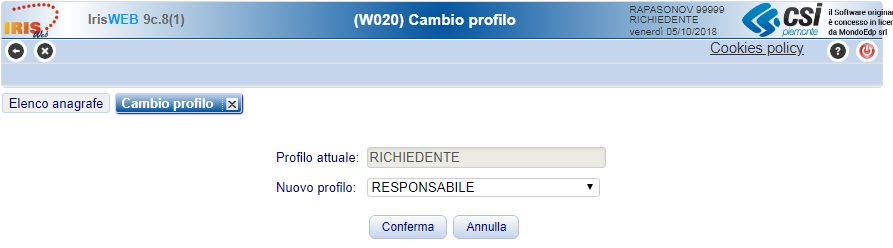 IRIS Web
IrisWEB 9c.8(1)
(W020) Cambio profilo
RAPASONOV 99999
RICHIEDENTE
venerdì 05/10/2018
CSI
piemonte
il Software originar
è concesso in licer
da MondoEdp srl
Cookies policy
Elenco anagrafe
Cambio profilo
Profilo attuale: RICHIEDENTE
Nuovo profilo: RESPONSABILE
Conferma Annulla